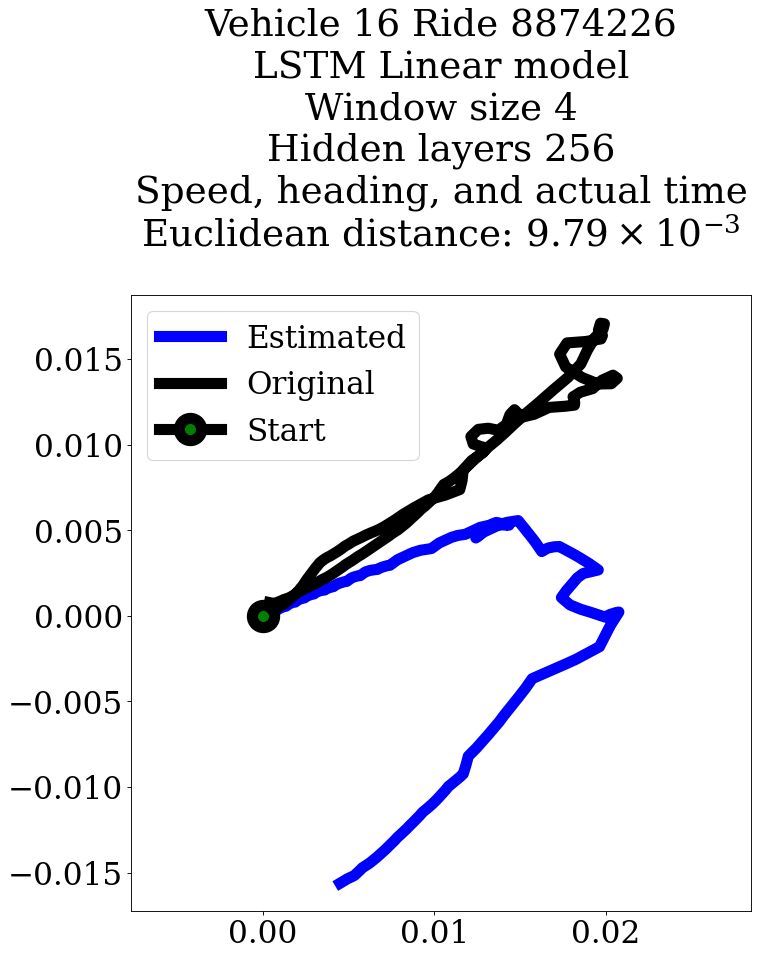 Vehicle 16 Ride 8874226
LSTM Linear model
Window size 4
Hidden layers 256
Speed, heading, and actual time
Euclidean distance: 9.79 × 10⁻³
Estimated
Original
Start
0.015
0.010
0.005
0.000
−0.005
−0.010
−0.015
0.00 0.01 0.02